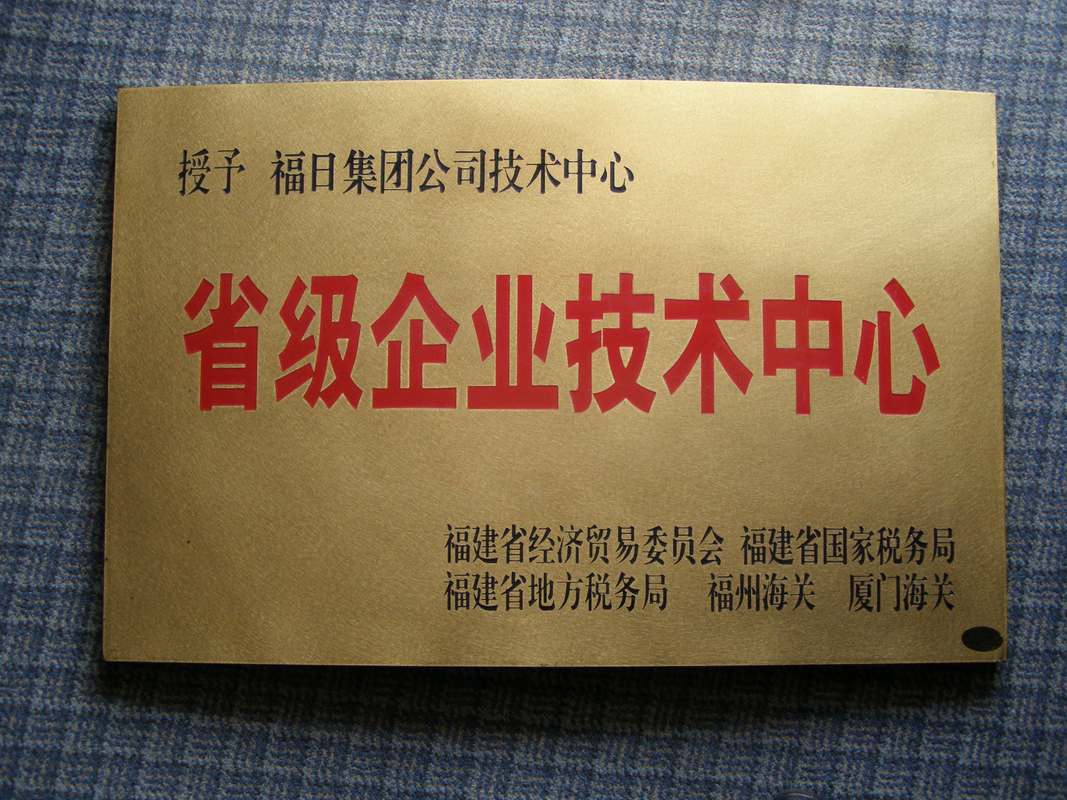 授予 福日集团公司技术中心
省级企业技术中心
福建省经济贸易委员会 福建省国家税务局
福建省地方税务局 福州海关 厦门海关